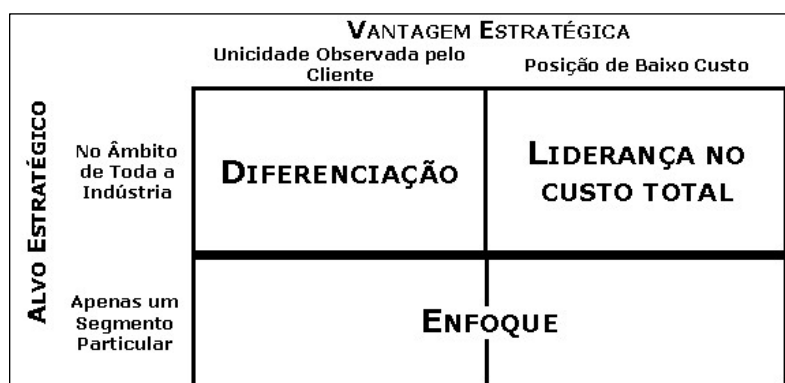 VANTAGEM ESTRATÉGICA
Unicidade Observada pelo
Cliente
Posição de Baixo Custo
ALVO ESTRATÉGICO
No Âmbito
de Toda a
Indústria
DIFERENCIAÇÃO
LIDERANÇA NO
CUSTO TOTAL
Apenas um
Segmento
Particular
ENFOQUE